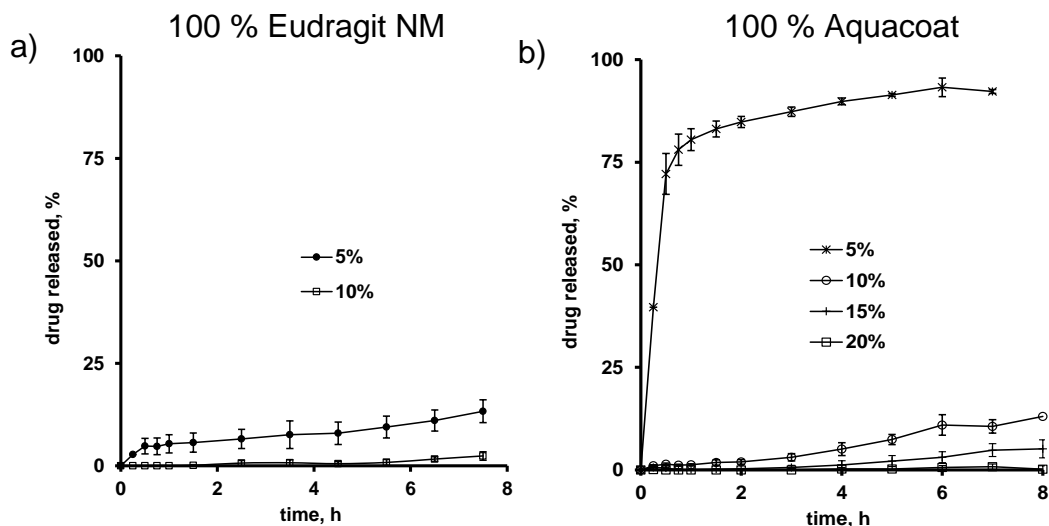 100 % Eudragit NM
a)
100
75
50
25
0
drug released, %
5%
10%
0 2 4 6 8
time, h
100 % Aquacoat
b)
100
75
50
25
0
drug released, %
5%
10%
15%
20%
0 2 4 6 8
time, h